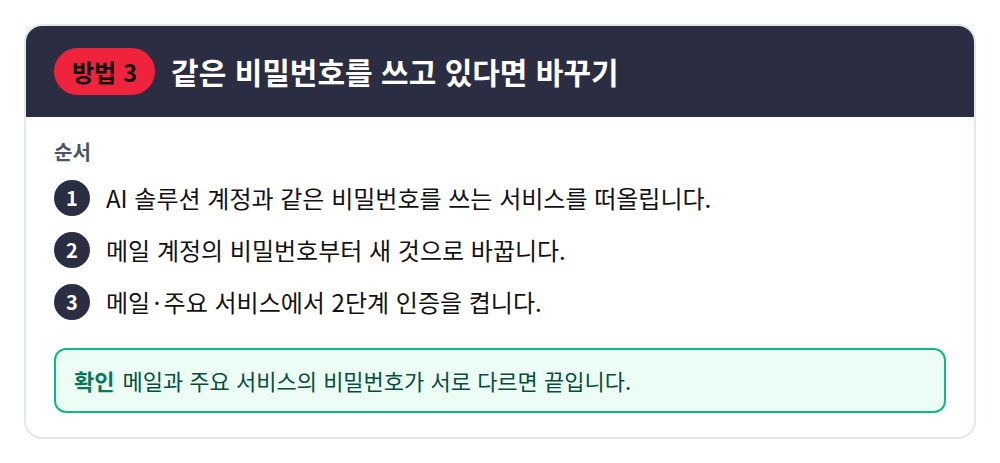 방법 3 같은 비밀번호를 쓰고 있다면 바꾸기
순서
1 AI 솔루션 계정과 같은 비밀번호를 쓰는 서비스를 떠올립니다.
2 메일 계정의 비밀번호부터 새 것으로 바꿉니다.
3 메일·주요 서비스에서 2단계 인증을 켭니다.
확인 메일과 주요 서비스의 비밀번호가 서로 다르면 끝입니다.